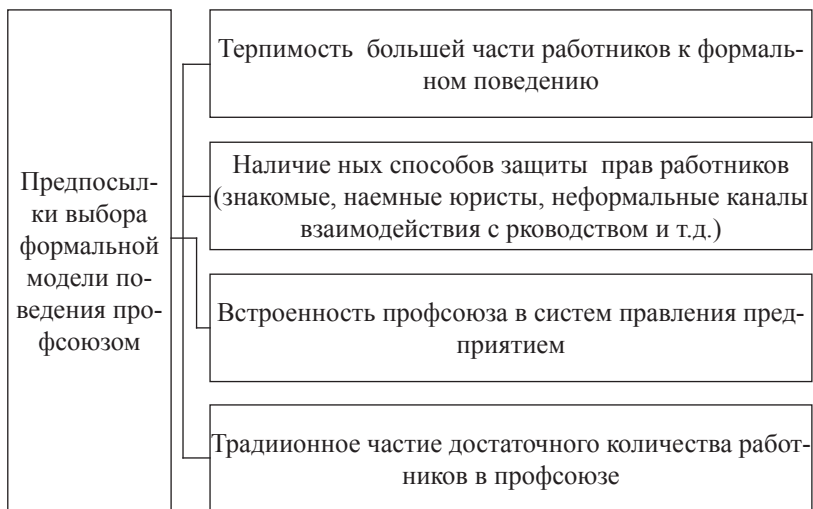 Предпосыл-
ки выбора
формальной
модели по-
ведения про-
фсоюзом
Терпимость большей части работников к формаль-
ном поведению
Наличие ных способов защиты прав работников
(знакомые, наемные юристы, неформальные каналы
взаимодействия с рководством и т.д.)
Встроенность профсоюза в систем правления пред-
приятием
Традиионное частие достаточного количества работ-
ников в профсоюзе